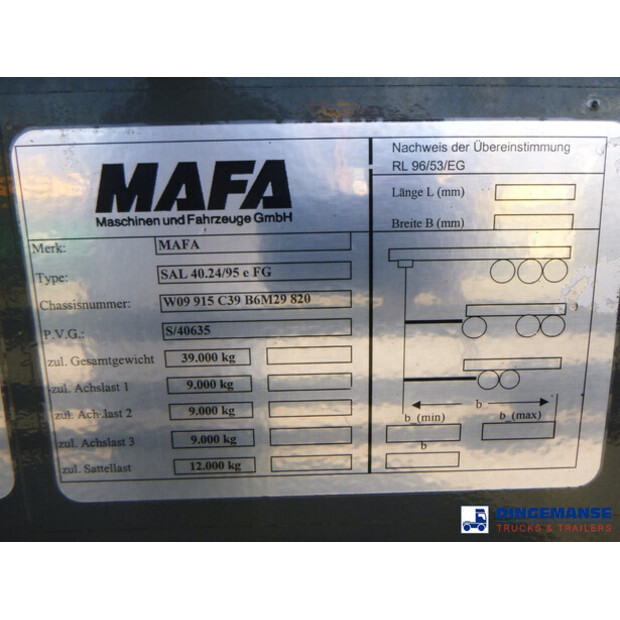 MAFA
Maschinen und Fahrzeuge GmbH
Merk: MAFA
Type: SAL 40.24/95 e FG
Chassisnummer: W09 915 C39 B6M29 820
P.V.G.: S/40635
zul. Gesamtgewicht 39.000 kg
zul. Achslast 1 9.000 kg
zul. Ach.last 2 9.000 kg
zul. Achslast 3 9.000 kg
zul. Sattellast 12.000 kg
Nachweis der Übereinstimmung
RL 96/53/EG
Länge L (mm)
Breite B (mm)
b
b (min) b (max)
b
DINGEMANSE
TRUCKS & TRAILERS